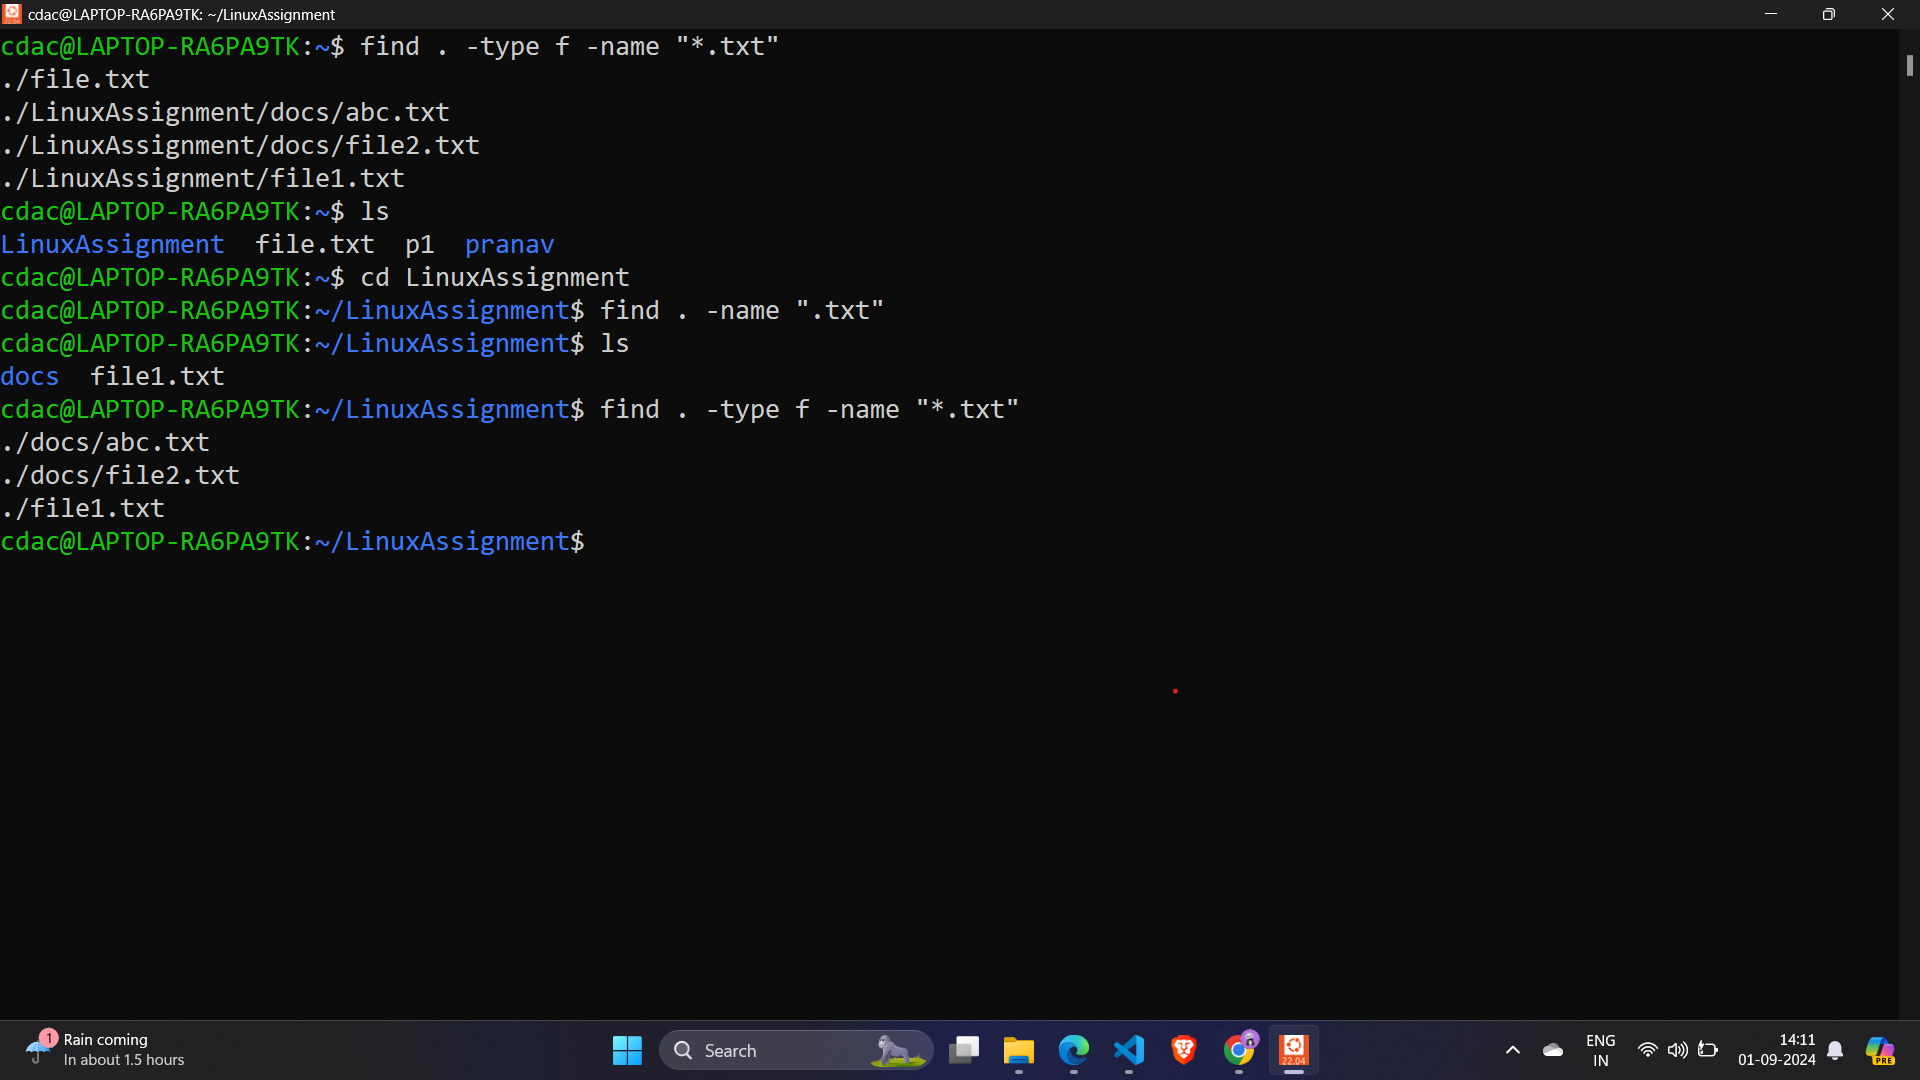 cdac@LAPTOP-RA6PA9TK: ~/LinuxAssignment
cdac@LAPTOP-RA6PA9TK:~$ find . -type f -name "*.txt"
./file.txt
./LinuxAssignment/docs/abc.txt
./LinuxAssignment/docs/file2.txt
./LinuxAssignment/file1.txt
cdac@LAPTOP-RA6PA9TK:~$ ls
LinuxAssignment  file.txt  p1  pranav
cdac@LAPTOP-RA6PA9TK:~$ cd LinuxAssignment
cdac@LAPTOP-RA6PA9TK:~/LinuxAssignment$ find . -name ".txt"
cdac@LAPTOP-RA6PA9TK:~/LinuxAssignment$ ls
docs  file1.txt
cdac@LAPTOP-RA6PA9TK:~/LinuxAssignment$ find . -type f -name "*.txt"
./docs/abc.txt
./docs/file2.txt
./file1.txt
cdac@LAPTOP-RA6PA9TK:~/LinuxAssignment$
1
Rain coming
In about 1.5 hours
Search
22.04
ENG
IN
14:11
01-09-2024
PRE